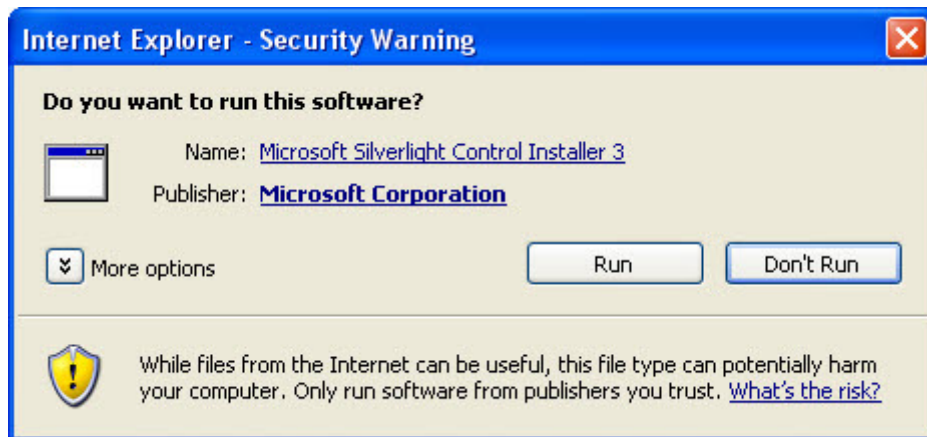 Internet Explorer - Security Warning
Do you want to run this software?
Name: Microsoft Silverlight Control Installer 3
Publisher: Microsoft Corporation
More options
Run
Don't Run
While files from the Internet can be useful, this file type can potentially harm
your computer. Only run software from publishers you trust. What's the risk?